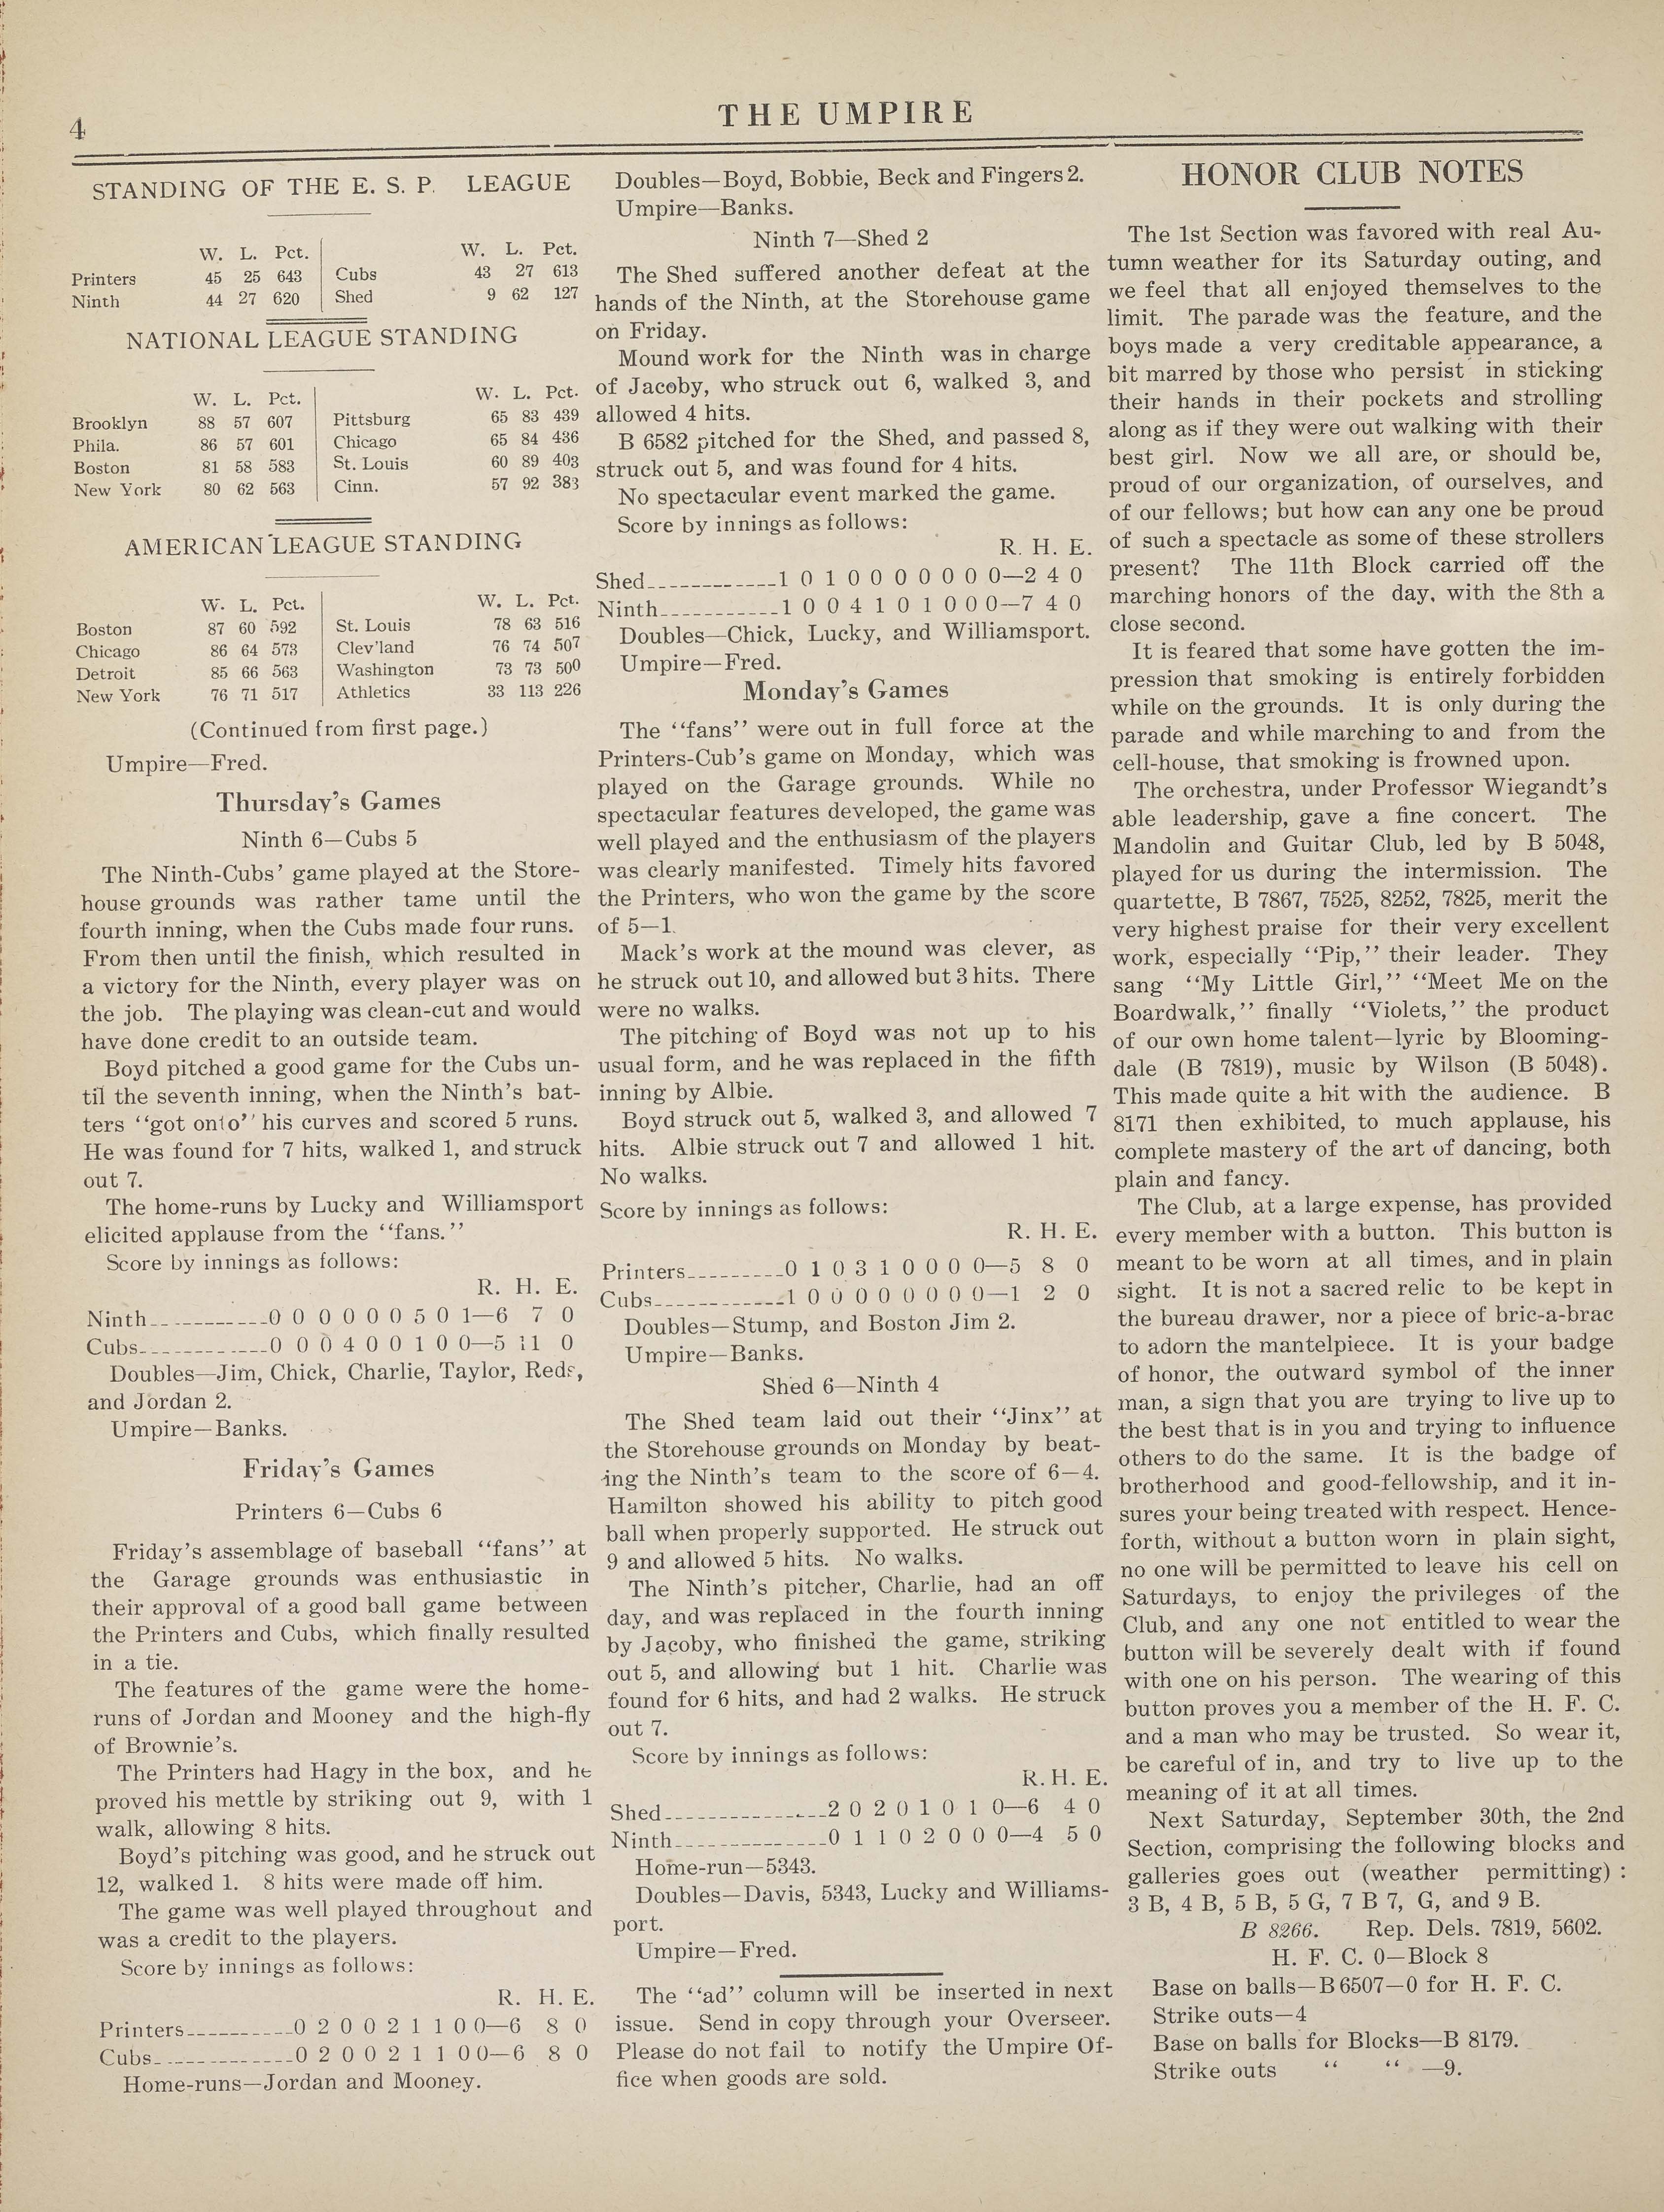 4
THE UMPIRE
STANDING OF THE E. S. P. LEAGUE
W. L. Pct. W. L. Pct.
Printers 45 25 643 Cubs 43 27 613
Ninth 44 27 620 Shed 9 62 127
NATIONAL LEAGUE STANDING
W. L. Pct. W. L. Pct.
Brooklyn 88 57 607 Pittsburg 65 83 439
Phila. 86 57 601 Chicago 65 84 436
Boston 81 58 583 St. Louis 60 89 403
New York 80 62 563 Cinn. 57 92 383
AMERICAN LEAGUE STANDING
W. L. Pct. W. L. Pct.
Boston 87 60 592 St. Louis 78 63 516
Chicago 86 64 573 Clev'land 76 74 507
Detroit 85 66 563 Washington 73 73 500
New York 76 71 517 Athletics 33 113 226
(Continued from first page.)
Umpire—Fred.
Thursday's Games
Ninth 6—Cubs 5
The Ninth-Cubs' game played at the Store-
house grounds was rather tame until the
fourth inning, when the Cubs made four runs.
From then until the finish, which resulted in
a victory for the Ninth, every player was on
the job. The playing was clean-cut and would
have done credit to an outside team.
Boyd pitched a good game for the Cubs un-
til the seventh inning, when the Ninth's bat-
ters "got onto" his curves and scored 5 runs.
He was found for 7 hits, walked 1, and struck
out 7.
The home-runs by Lucky and Williamsport
elicited applause from the "fans."
Score by innings as follows:
R. H. E.
Ninth------------0 0 0 0 0 0 5 0 1—6 7 0
Cubs-------------0 0 0 4 0 0 1 0 0—5 11 0
Doubles—Jim, Chick, Charlie, Taylor, Reds,
and Jordan 2.
Umpire—Banks.
Friday's Games
Printers 6—Cubs 6
Friday's assemblage of baseball "fans" at
the Garage grounds was enthusiastic in
their approval of a good ball game between
the Printers and Cubs, which finally resulted
in a tie.
The features of the game were the home-
runs of Jordan and Mooney and the high-fly
of Brownie's.
The Printers had Hagy in the box, and he
proved his mettle by striking out 9, with 1
walk, allowing 8 hits.
Boyd's pitching was good, and he struck out
12, walked 1. 8 hits were made off him.
The game was well played throughout and
was a credit to the players.
Score by innings as follows:
R. H. E.
Printers----------0 2 0 0 2 1 1 0 0—6 8 0
Cubs-------------0 2 0 0 2 1 1 0 0—6 8 0
Home-runs—Jordan and Mooney.
Doubles—Boyd, Bobbie, Beck and Fingers 2.
Umpire—Banks.
Ninth 7—Shed 2
The Shed suffered another defeat at the
hands of the Ninth, at the Storehouse game
on Friday.
Mound work for the Ninth was in charge
of Jacoby, who struck out 6, walked 3, and
allowed 4 hits.
B 6582 pitched for the Shed, and passed 8,
struck out 5, and was found for 4 hits.
No spectacular event marked the game.
Score by innings as follows:
R. H. E.
Shed------------1 0 1 0 0 0 0 0 0 0—2 4 0
Ninth-----------1 0 0 4 1 0 1 0 0 0—7 4 0
Doubles—Chick, Lucky, and Williamsport.
Umpire—Fred.
Monday's Games
The "fans" were out in full force at the
Printers-Cub's game on Monday, which was
played on the Garage grounds. While no
spectacular features developed, the game was
well played and the enthusiasm of the players
was clearly manifested. Timely hits favored
the Printers, who won the game by the score
of 5—1.
Mack's work at the mound was clever, as
he struck out 10, and allowed but 3 hits. There
were no walks.
The pitching of Boyd was not up to his
usual form, and he was replaced in the fifth
inning by Albie.
Boyd struck out 5, walked 3, and allowed 7
hits. Albie struck out 7 and allowed 1 hit.
No walks.
Score by innings as follows:
R. H. E.
Printers---------0 1 0 3 1 0 0 0 0—5 8 0
Cubs------------1 0 0 0 0 0 0 0 0—1 2 0
Doubles—Stump, and Boston Jim 2.
Umpire—Banks.
Shed 6—Ninth 4
The Shed team laid out their "Jinx" at
the Storehouse grounds on Monday by beat-
ing the Ninth's team to the score of 6—4.
Hamilton showed his ability to pitch good
ball when properly supported. He struck out
9 and allowed 5 hits. No walks.
The Ninth's pitcher, Charlie, had an off
day, and was replaced in the fourth inning
by Jacoby, who finished the game, striking
out 5, and allowing but 1 hit. Charlie was
found for 6 hits, and had 2 walks. He struck
out 7.
Score by innings as follows:
R. H. E.
Shed---------------2 0 2 0 1 0 1 0—6 4 0
Ninth--------------0 1 1 0 2 0 0 0—4 5 0
Home-run—5343.
Doubles—Davis, 5343, Lucky and Williams-
port.
Umpire—Fred.
The "ad" column will be inserted in next
issue. Send in copy through your Overseer.
Please do not fail to notify the Umpire Of-
fice when goods are sold.
HONOR CLUB NOTES
The 1st Section was favored with real Au-
tumn weather for its Saturday outing, and
we feel that all enjoyed themselves to the
limit. The parade was the feature, and the
boys made a very creditable appearance, a
bit marred by those who persist in sticking
their hands in their pockets and strolling
along as if they were out walking with their
best girl. Now we all are, or should be,
proud of our organization, of ourselves, and
of our fellows; but how can any one be proud
of such a spectacle as some of these strollers
present? The 11th Block carried off the
marching honors of the day, with the 8th a
close second.
It is feared that some have gotten the im-
pression that smoking is entirely forbidden
while on the grounds. It is only during the
parade and while marching to and from the
cell-house, that smoking is frowned upon.
The orchestra, under Professor Wiegandt's
able leadership, gave a fine concert. The
Mandolin and Guitar Club, led by B 5048,
played for us during the intermission. The
quartette, B 7867, 7525, 8252, 7825, merit the
very highest praise for their very excellent
work, especially "Pip," their leader. They
sang "My Little Girl," "Meet Me on the
Boardwalk," finally "Violets," the product
of our own home talent—lyric by Blooming-
dale (B 7819), music by Wilson (B 5048).
This made quite a hit with the audience. B
8171 then exhibited, to much applause, his
complete mastery of the art of dancing, both
plain and fancy.
The Club, at a large expense, has provided
every member with a button. This button is
meant to be worn at all times, and in plain
sight. It is not a sacred relic to be kept in
the bureau drawer, nor a piece of bric-a-brac
to adorn the mantelpiece. It is your badge
of honor, the outward symbol of the inner
man, a sign that you are trying to live up to
the best that is in you and trying to influence
others to do the same. It is the badge of
brotherhood and good-fellowship, and it in-
sures your being treated with respect. Hence-
forth, without a button worn in plain sight,
no one will be permitted to leave his cell on
Saturdays, to enjoy the privileges of the
Club, and any one not entitled to wear the
button will be severely dealt with if found
with one on his person. The wearing of this
button proves you a member of the H. F. C.
and a man who may be trusted. So wear it,
be careful of in, and try to live up to the
meaning of it at all times.
Next Saturday, September 30th, the 2nd
Section, comprising the following blocks and
galleries goes out (weather permitting) :
3 B, 4 B, 5 B, 5 G, 7 B 7, G, and 9 B.
B 8266. Rep. Dels. 7819, 5602.
H. F. C. 0—Block 8
Base on balls—B 6507—0 for H. F. C.
Strike outs—4
Base on balls for Blocks—B 8179.
Strike outs " " —9.